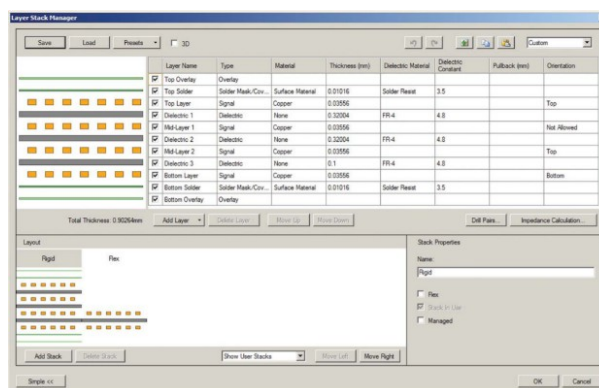 Layer Stack Manager
Save Load Presets 3D Custom
Layer Name Type Material Thickness (mm) Dielectric Material Dielectric Constant Pullback (mm) Orientation
Top Overlay Overlay
Top Solder Solder Mask/Cov... Surface Material 0.01016 Solder Resist 3.5
Top Layer Signal Copper 0.03556 Top
Dielectric 1 Dielectric None 0.32004 FR-4 4.8
Mid-Layer 1 Signal Copper 0.03556 Not Allowed
Dielectric 2 Dielectric None 0.32004 FR-4 4.8
Mid-Layer 2 Signal Copper 0.03556 Top
Dielectric 3 Dielectric None 0.1 FR-4 4.8
Bottom Layer Signal Copper 0.03556 Bottom
Bottom Solder Solder Mask/Cov... Surface Material 0.01016 Solder Resist 3.5
Bottom Overlay Overlay
Total Thickness: 0.90264mm Add Layer Delete Layer Move Up Move Down Drill Pairs... Impedance Calculation...
Layout Stack Properties
Rigid Flex Name:
Rigid
Flex
Stack In Use
Managed
Add Stack Delete Stack Show User Stacks Move Left Move Right
Simple << OK Cancel